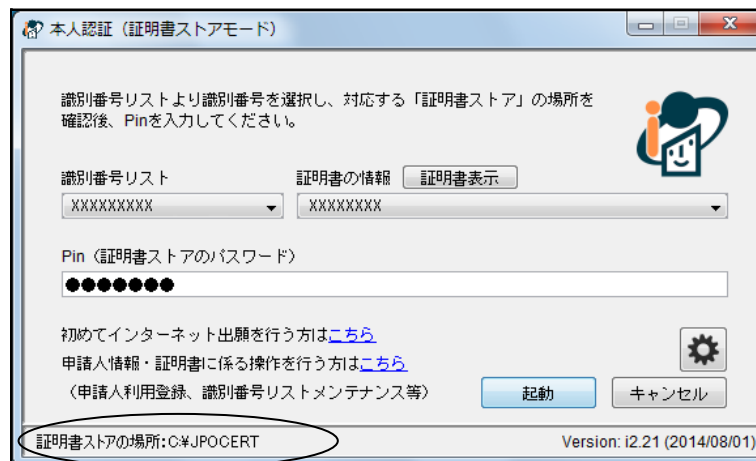 本人認証（証明書ストアモード）
識別番号リストより識別番号を選択し、対応する「証明書ストア」の場所を
確認後、Pinを入力してください。
識別番号リスト 証明書の情報 証明書表示
XXXXXXXXX XXXXXXXX
Pin（証明書ストアのパスワード）
●●●●●●●
初めてインターネット出願を行う方はこちら
申請人情報・証明書に係る操作を行う方はこちら
（申請人利用登録、識別番号リストメンテナンス等） 起動 キャンセル
証明書ストアの場所:C:¥JPOCERT Version: i2.21 (2014/08/01)